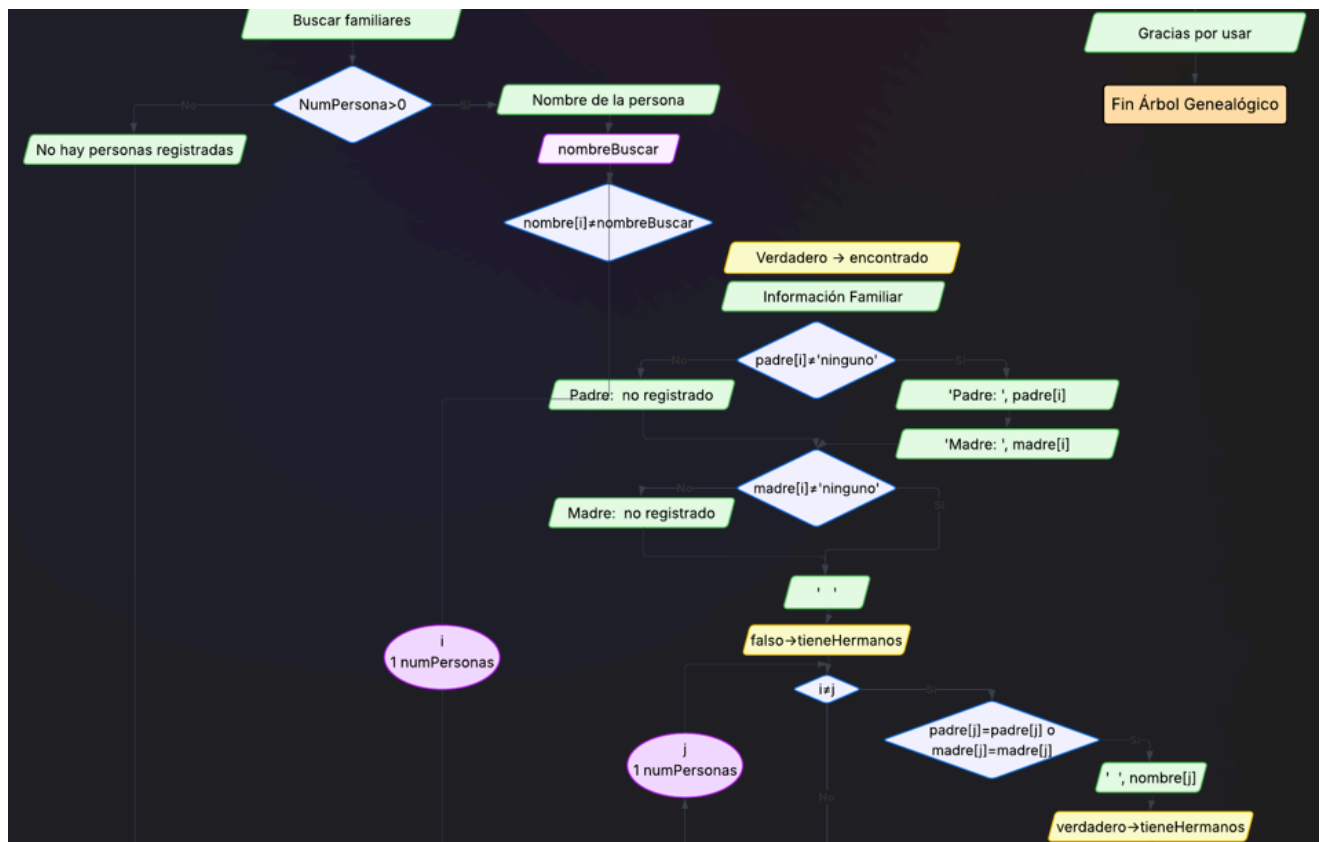 Buscar familiares
Gracias por usar
NumPersona>0
No
Si
Nombre de la persona
Fin Árbol Genealógico
No hay personas registradas
nombreBuscar
nombre[i]≠nombreBuscar
Verdadero → encontrado
Información Familiar
padre[i]≠'ninguno'
No
Si
Padre:  no registrado
'Padre: ', padre[i]
'Madre: ', madre[i]
madre[i]≠'ninguno'
No
Si
Madre:  no registrado
'   '
falso→tieneHermanos
i
1 numPersonas
i≠j
Si
padre[j]=padre[j] o
madre[j]=madre[j]
Si
j
1 numPersonas
'  ', nombre[j]
No
verdadero→tieneHermanos